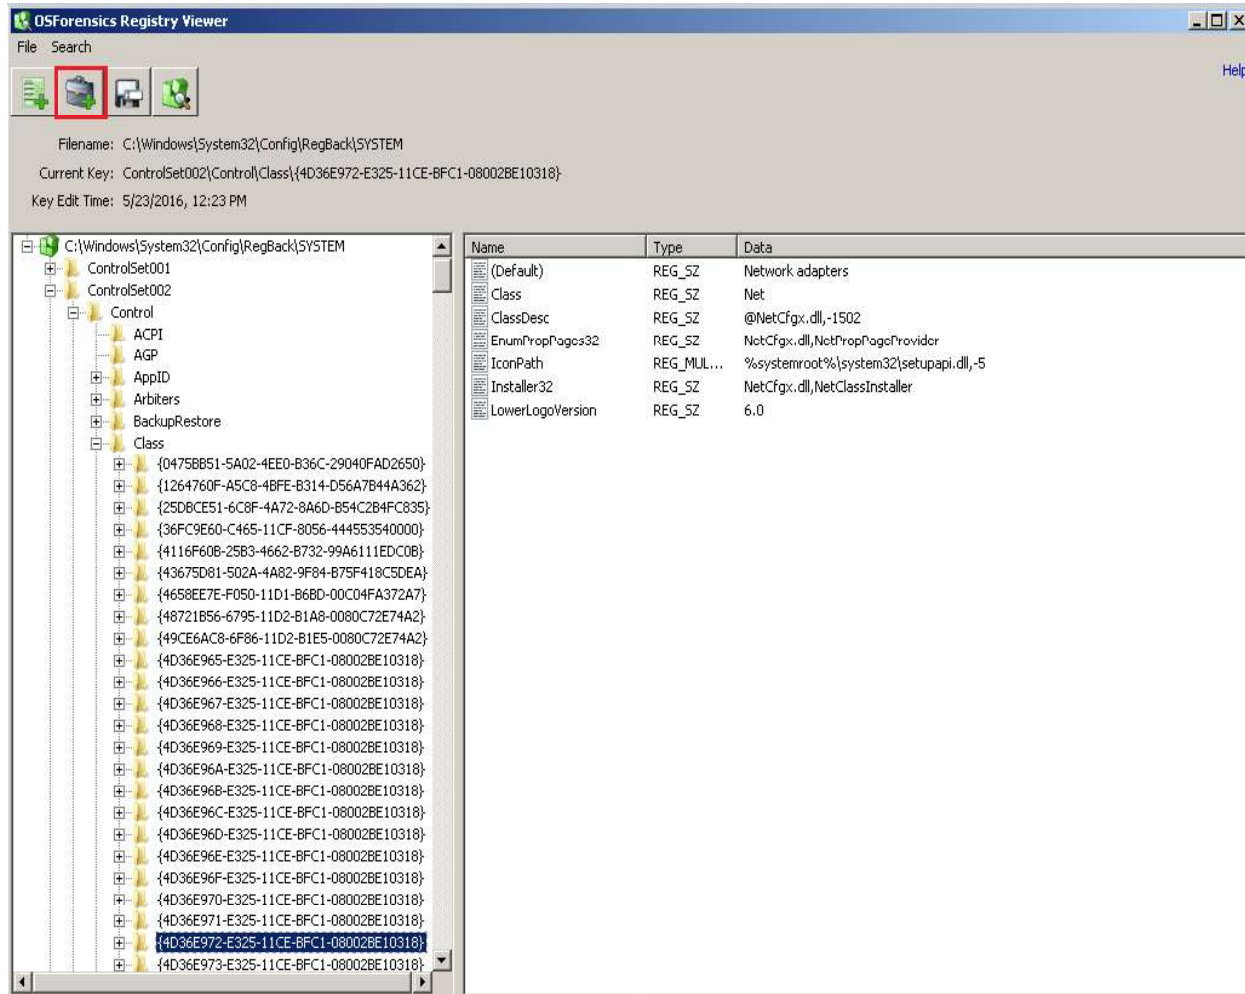 OSForensics Registry Viewer
File Search
Help
Filename: C:\Windows\System32\Config\RegBack\SYSTEM
Current Key: ControlSet002\Control\Class\{4D36E972-E325-11CE-BFC1-08002BE10318}
Key Edit Time: 5/23/2016, 12:23 PM
C:\Windows\System32\Config\RegBack\SYSTEM
ControlSet001
ControlSet002
Control
ACPI
AGP
AppID
Arbiters
BackupRestore
Class
{0475BB51-5A02-4EE0-B36C-29040FAD2650}
{1264760F-A5C8-4BFE-B314-D56A7B44A362}
{25DBCE51-6C8F-4A72-8A6D-B54C2B4FC835}
{36FC9E60-C465-11CF-8056-444553540000}
{4116F60B-25B3-4662-B732-99A6111EDC0B}
{43675D81-502A-4A82-9F84-B75F418C5DEA}
{4658EE7E-F050-11D1-B6BD-00C04FA372A7}
{48721B56-6795-11D2-B1A8-0080C72E74A2}
{49CE6AC8-6F86-11D2-B1E5-0080C72E74A2}
{4D36E965-E325-11CE-BFC1-08002BE10318}
{4D36E966-E325-11CE-BFC1-08002BE10318}
{4D36E967-E325-11CE-BFC1-08002BE10318}
{4D36E968-E325-11CE-BFC1-08002BE10318}
{4D36E969-E325-11CE-BFC1-08002BE10318}
{4D36E96A-E325-11CE-BFC1-08002BE10318}
{4D36E96B-E325-11CE-BFC1-08002BE10318}
{4D36E96C-E325-11CE-BFC1-08002BE10318}
{4D36E96D-E325-11CE-BFC1-08002BE10318}
{4D36E96E-E325-11CE-BFC1-08002BE10318}
{4D36E96F-E325-11CE-BFC1-08002BE10318}
{4D36E970-E325-11CE-BFC1-08002BE10318}
{4D36E971-E325-11CE-BFC1-08002BE10318}
{4D36E972-E325-11CE-BFC1-08002BE10318}
{4D36E973-E325-11CE-BFC1-08002BE10318}
Name Type Data
(Default) REG_SZ Network adapters
Class REG_SZ Net
ClassDesc REG_SZ @NetCfgx.dll,-1502
EnumPropPages32 REG_SZ NetCfgx.dll,NetPropPageProvider
IconPath REG_MUL... %systemroot%\system32\setupapi.dll,-5
Installer32 REG_SZ NetCfgx.dll,NetClassInstaller
LowerLogoVersion REG_SZ 6.0